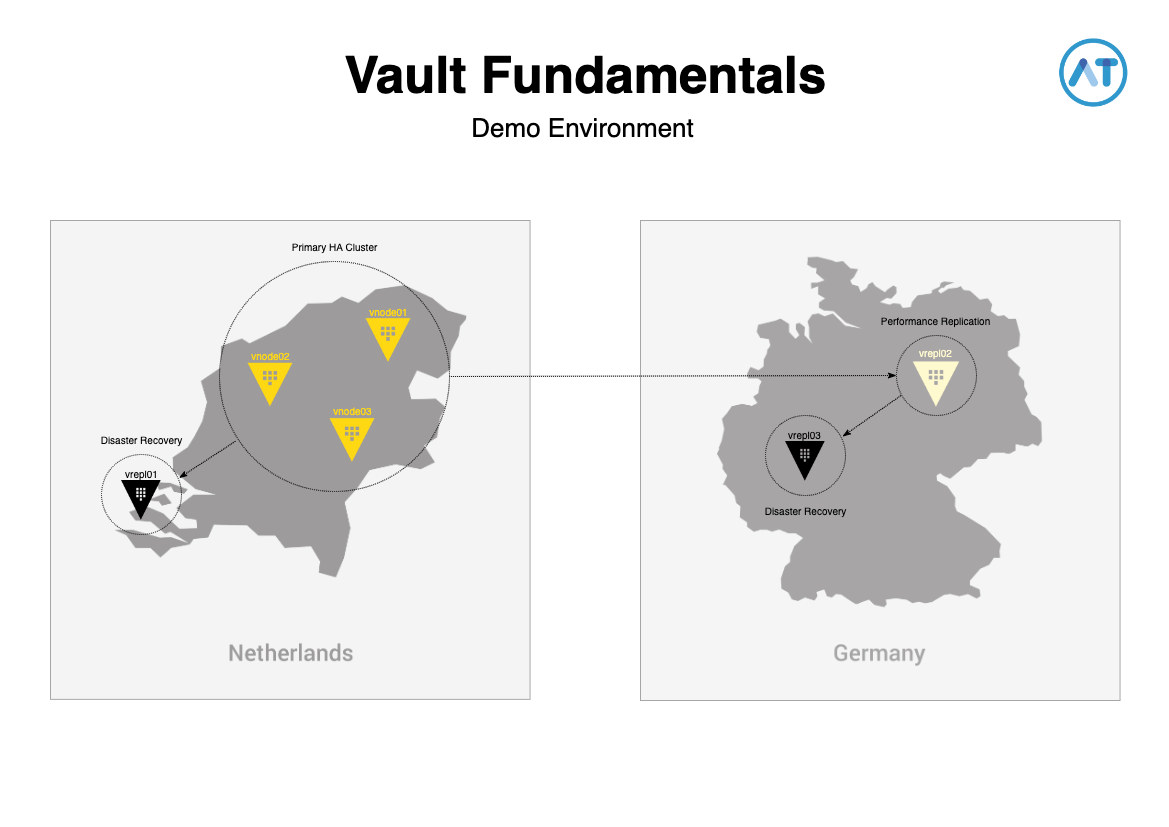 Vault Fundamentals
AT
Demo Environment
Primary HA Cluster
vnode01
vnode02
vnode03
Disaster Recovery
vrepl01
Netherlands
Performance Replication
vrepl02
vrepl03
Disaster Recovery
Germany